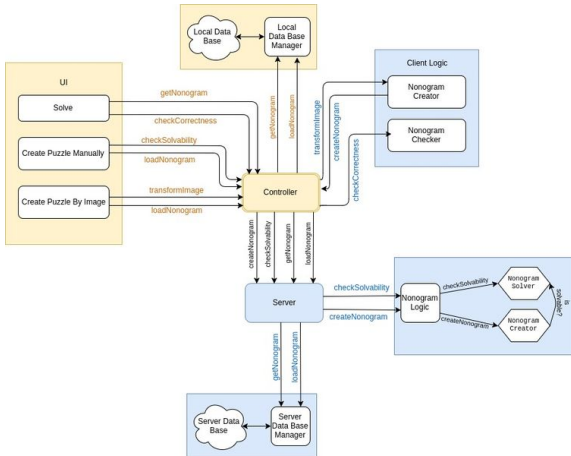 Local Data
Base
Local
Data Base
Manager
UI
Solve
Create Puzzle Manually
Create Puzzle By Image
getNonogram
checkCorrectness
checkSolvability
loadNonogram
transformImage
loadNonogram
getNonogram
loadNonogram
transformImage
createNonogram
checkCorrectness
Client Logic
Nonogram
Creator
Nonogram
Checker
Controller
createNonogram
checkSolvability
getNonogram
loadNonogram
Server
checkSolvability
createNonogram
Nonogram
Logic
checkSolvability
createNonogram
Nonogram
Solver
Nonogram
Creator
is
solvable?
getNonogram
loadNonogram
Server Data
Base
Server
Data Base
Manager